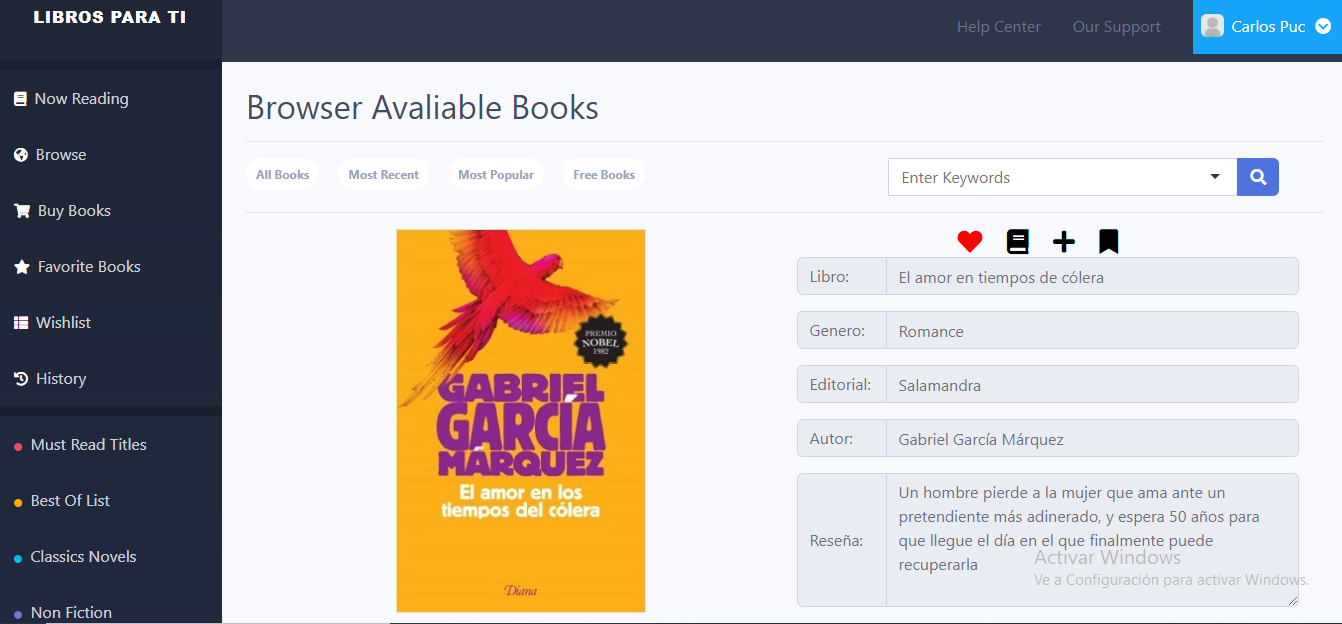 LIBROS PARA TI
Help Center
Our Support
Carlos Puc
Now Reading
Browse
Buy Books
Favorite Books
Wishlist
History
Must Read Titles
Best Of List
Classics Novels
Non Fiction
Browser Avaliable Books
All Books
Most Recent
Most Popular
Free Books
Enter Keywords
PREMIO
NOBEL
1982
GABRIEL
GARCÍA
MÁRQUEZ
El amor en los
tiempos del cólera
Diana
Libro:
El amor en tiempos de cólera
Genero:
Romance
Editorial:
Salamandra
Autor:
Gabriel García Márquez
Reseña:
Un hombre pierde a la mujer que ama ante un
pretendiente más adinerado, y espera 50 años para
que llegue el día en el que finalmente puede
recuperarla
Activar Windows
Ve a Configuración para activar Windows.